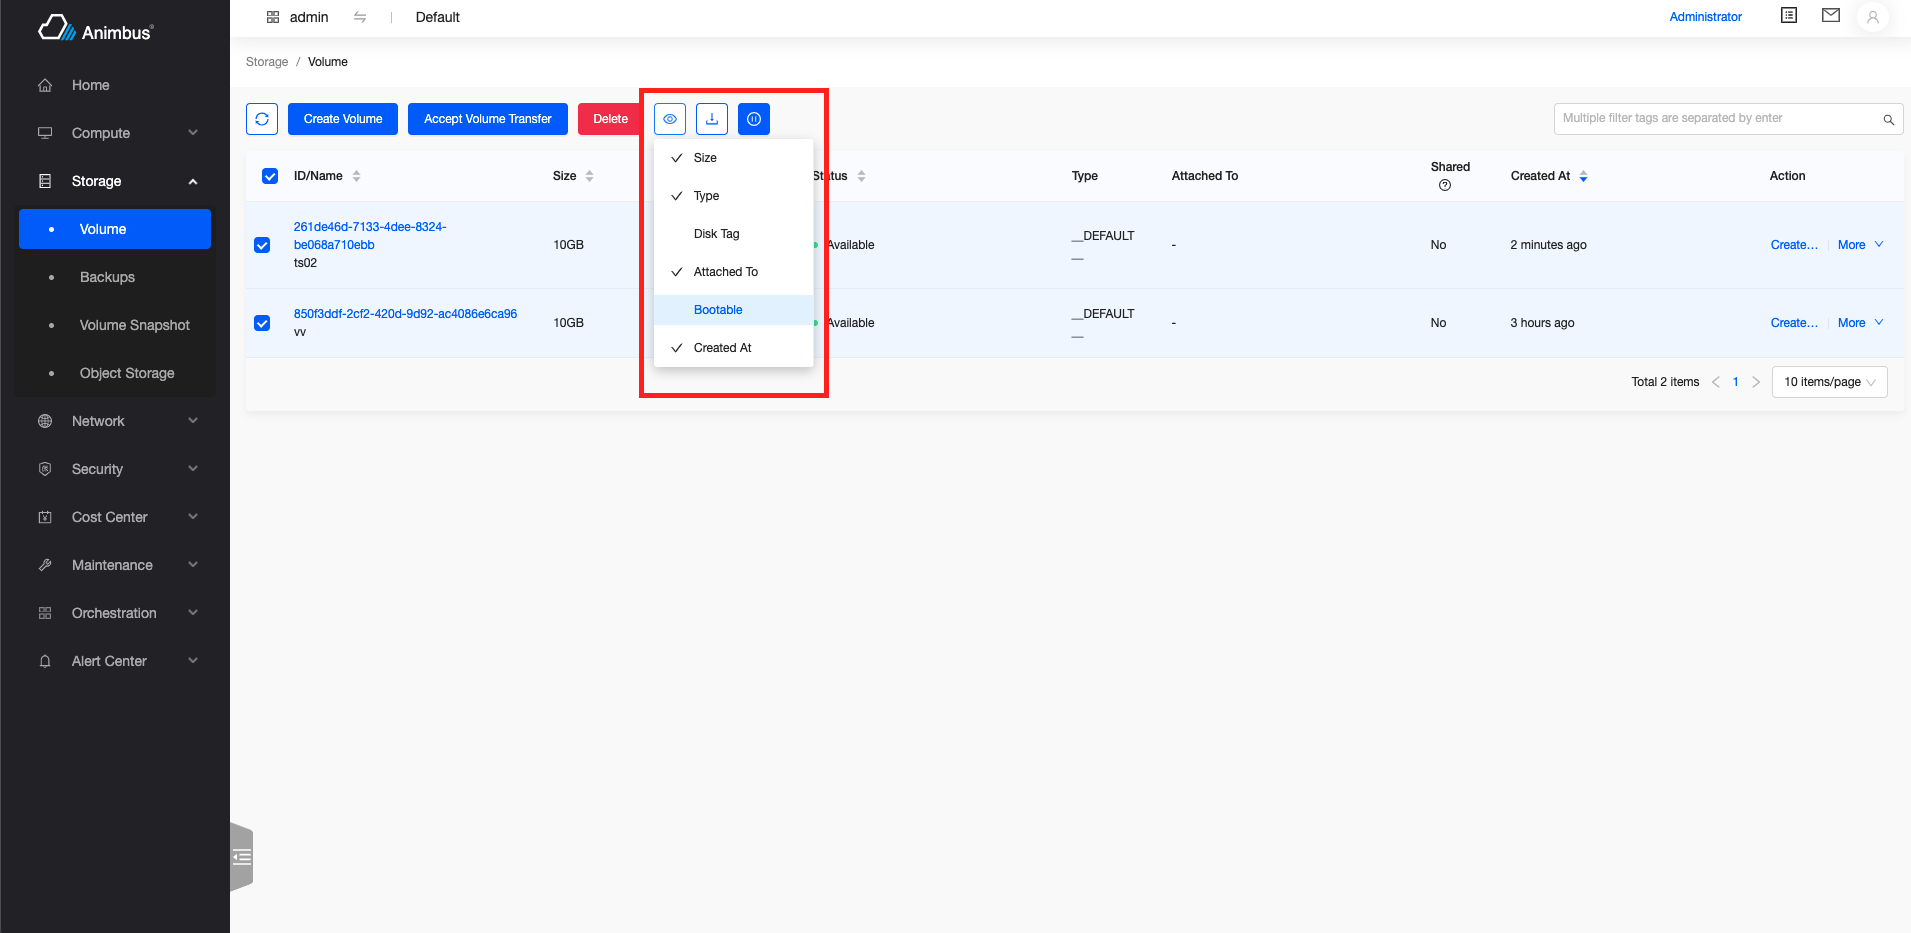 Animbus®
admin
Default
Administrator
Home
Compute
Storage
Volume
Backups
Volume Snapshot
Object Storage
Network
Security
Cost Center
Maintenance
Orchestration
Alert Center
Storage / Volume
Create Volume
Accept Volume Transfer
Delete
Multiple filter tags are separated by enter
ID/Name
Size
Status
Type
Attached To
Shared
Created At
Action
261de46d-7133-4dee-8324-
be068a710ebb
ts02
10GB
Available
__DEFAULT
__
-
No
2 minutes ago
Create...
More
850f3ddf-2cf2-420d-9d92-ac4086e6ca96
vv
10GB
Available
__DEFAULT
__
-
No
3 hours ago
Create...
More
Size
Type
Disk Tag
Attached To
Bootable
Created At
Total 2 items
1
10 items/page